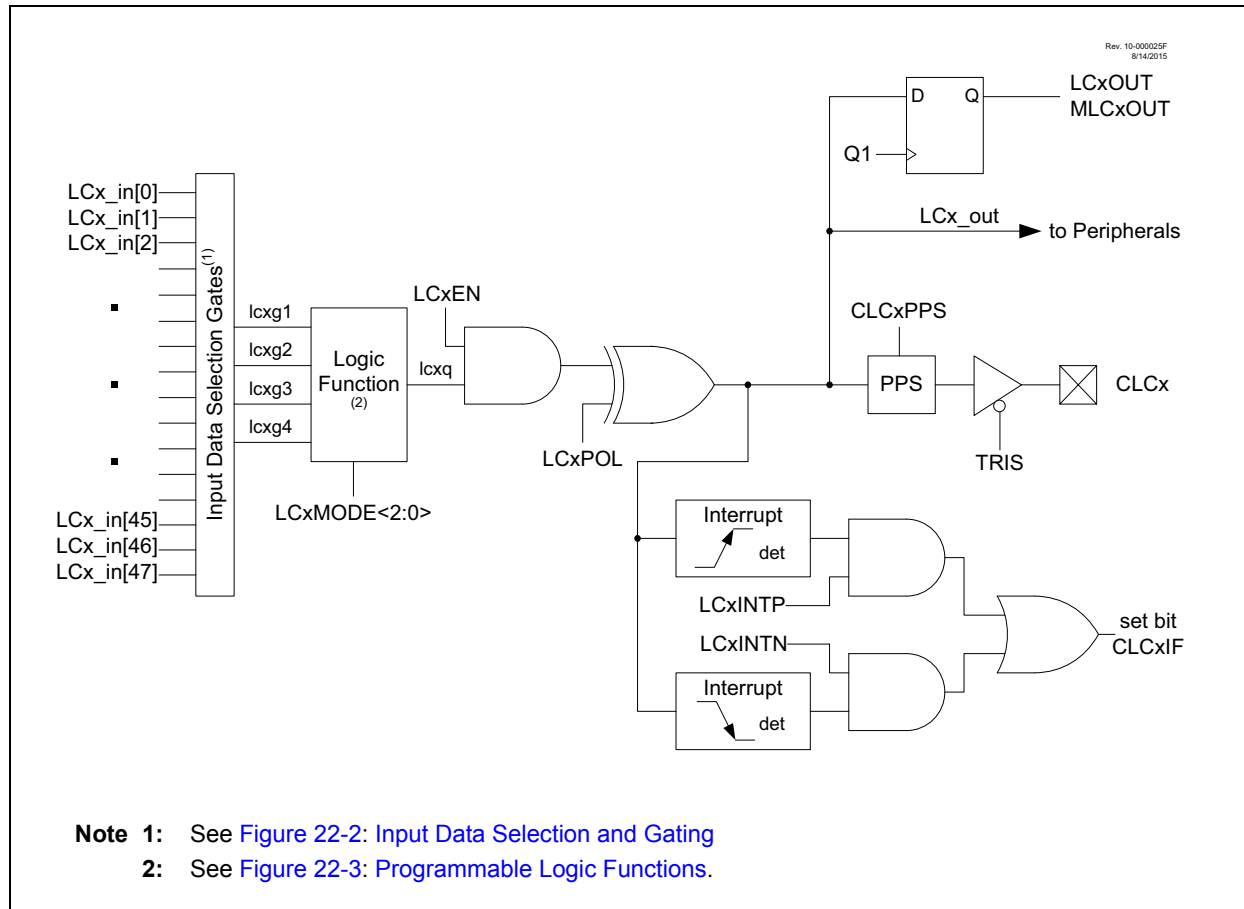 Rev. 10-000025F
8/14/2015
LCx_in[0]
LCx_in[1]
LCx_in[2]
LCx_in[45]
LCx_in[46]
LCx_in[47]
Input Data Selection Gates(1)
lcxg1
lcxg2
lcxg3
lcxg4
Logic
Function
(2)
LCxMODE<2:0>
lcxq
LCxEN
LCxPOL
D Q
Q1
LCxOUT
MLCxOUT
LCx_out
to Peripherals
CLCxPPS
PPS
TRIS
CLCx
Interrupt
det
LCxINTP
LCxINTN
Interrupt
det
set bit
CLCxIF
Note 1: See Figure 22-2: Input Data Selection and Gating
2: See Figure 22-3: Programmable Logic Functions.